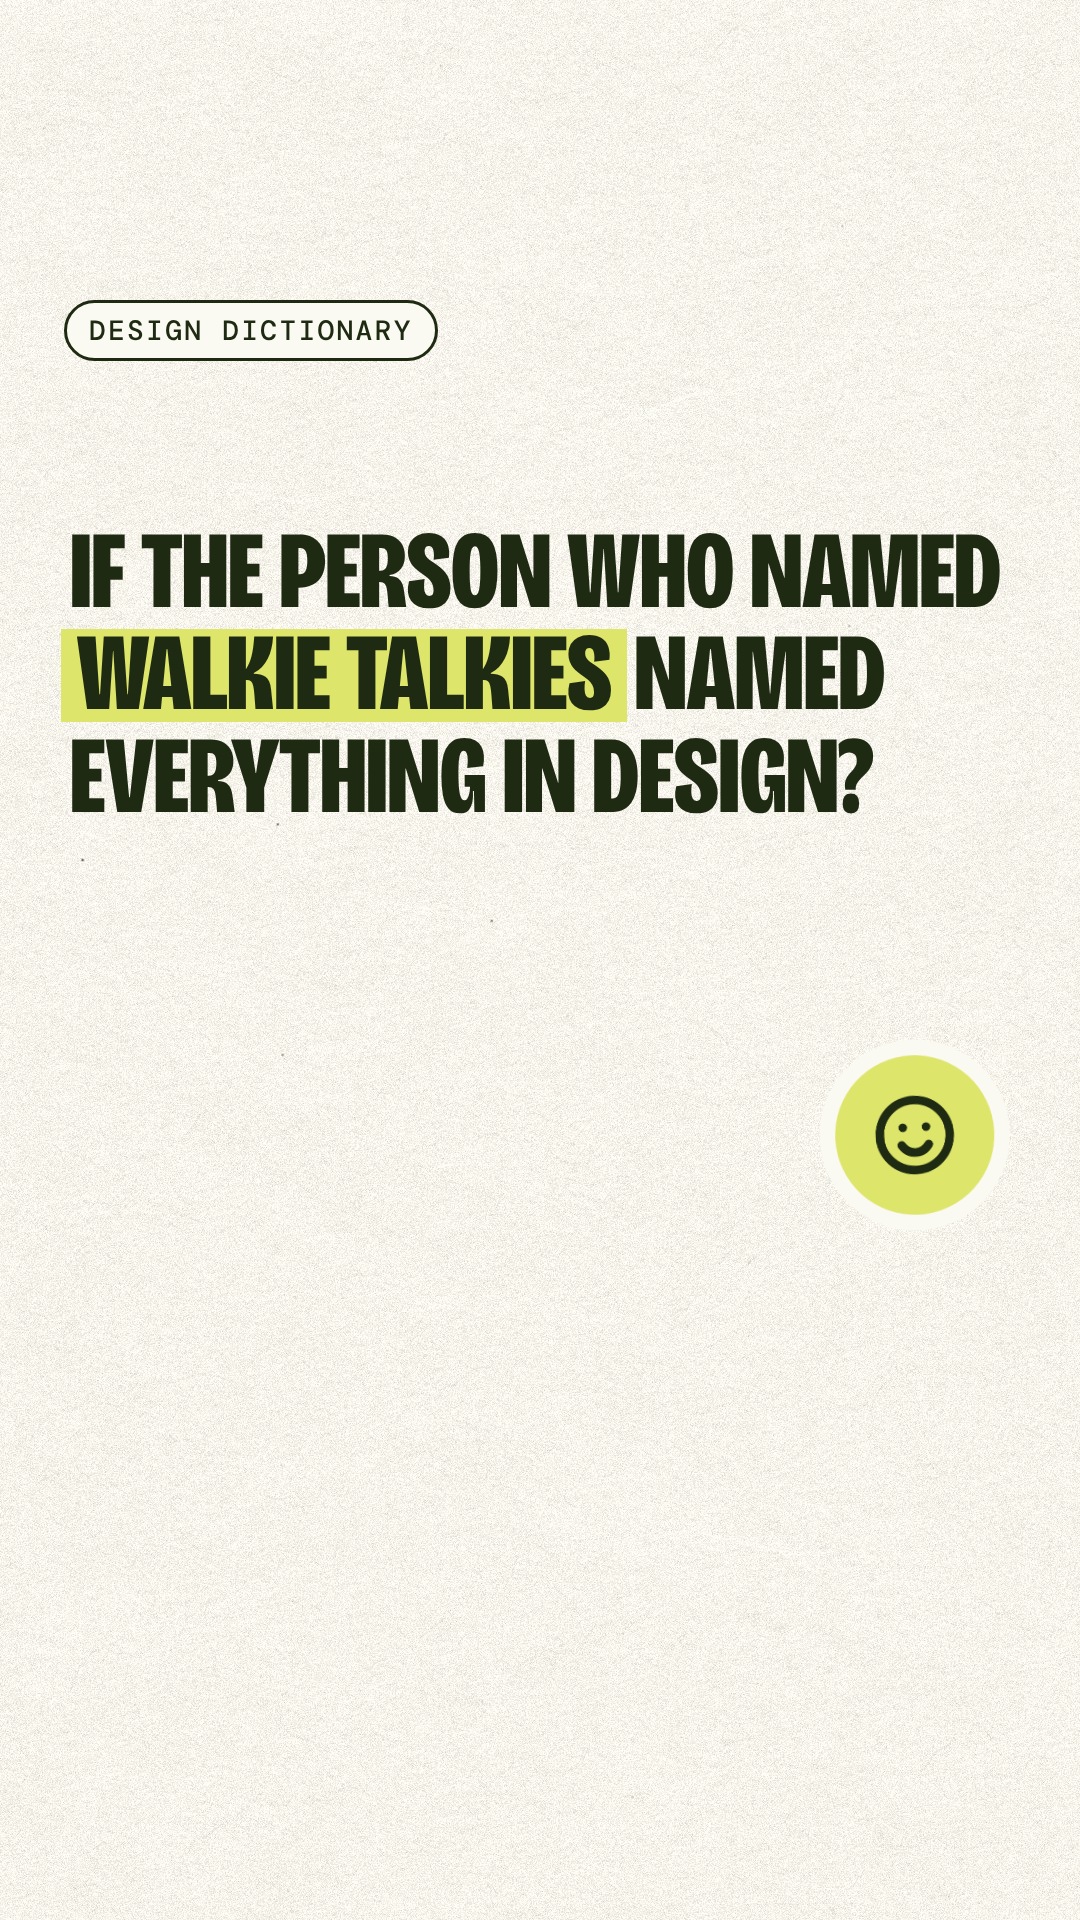 DESIGN DICTIONARY
IF THE PERSON WHO NAMED
WALKIE TALKIES NAMED
EVERYTHING IN DESIGN?